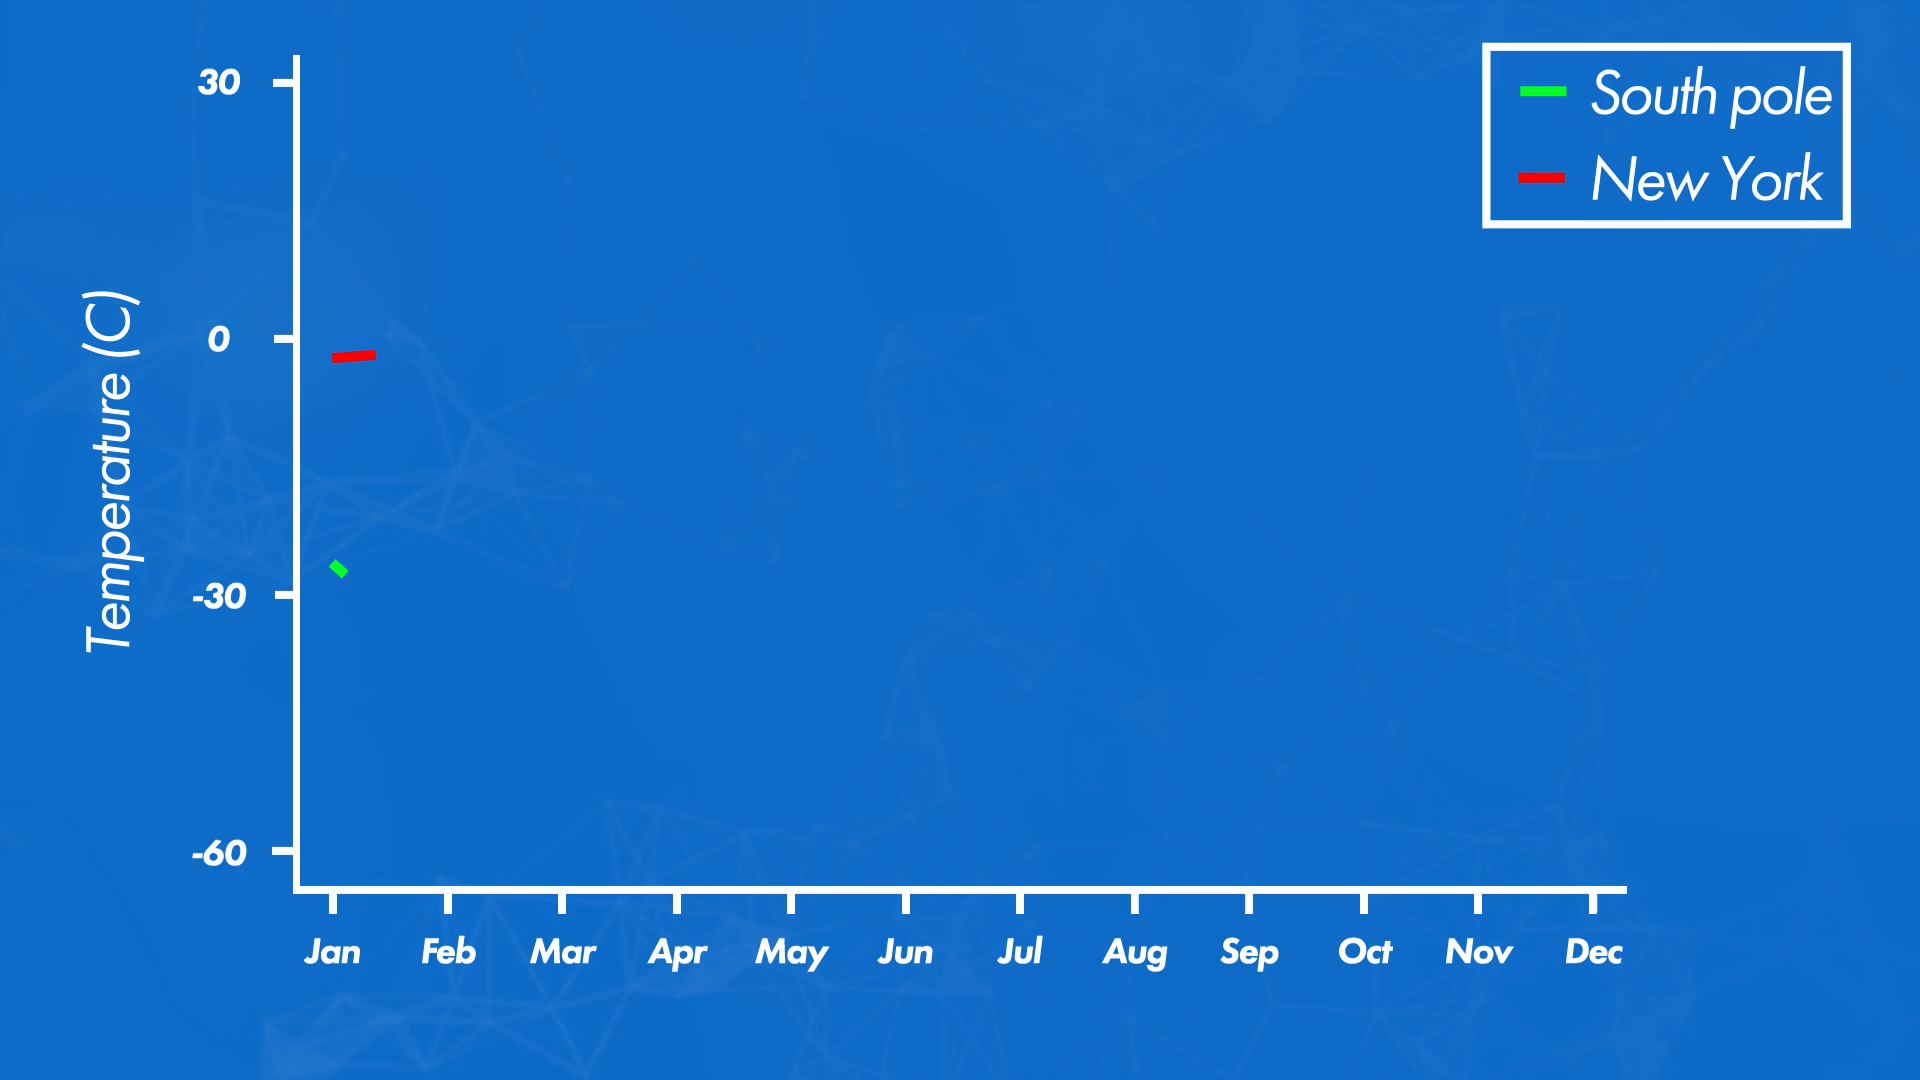 South pole
New York
30
0
-30
-60
Temperature (C)
Jan Feb Mar Apr May Jun Jul Aug Sep Oct Nov Dec